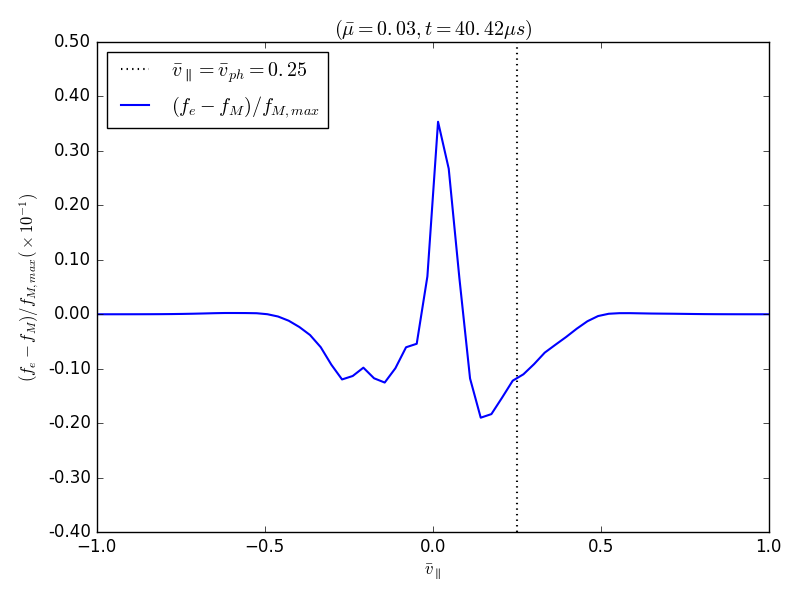 (μ̄ = 0.03, t = 40.42μs)
0.50
v̄∥ = v̄ph = 0.25
(fe − fM)/fM,max
0.40
0.30
0.20
0.10
0.00
-0.10
-0.20
-0.30
-0.40
(fe − fM)/fM,max(×10⁻¹)
−1.0 −0.5 0.0 0.5 1.0
v̄∥